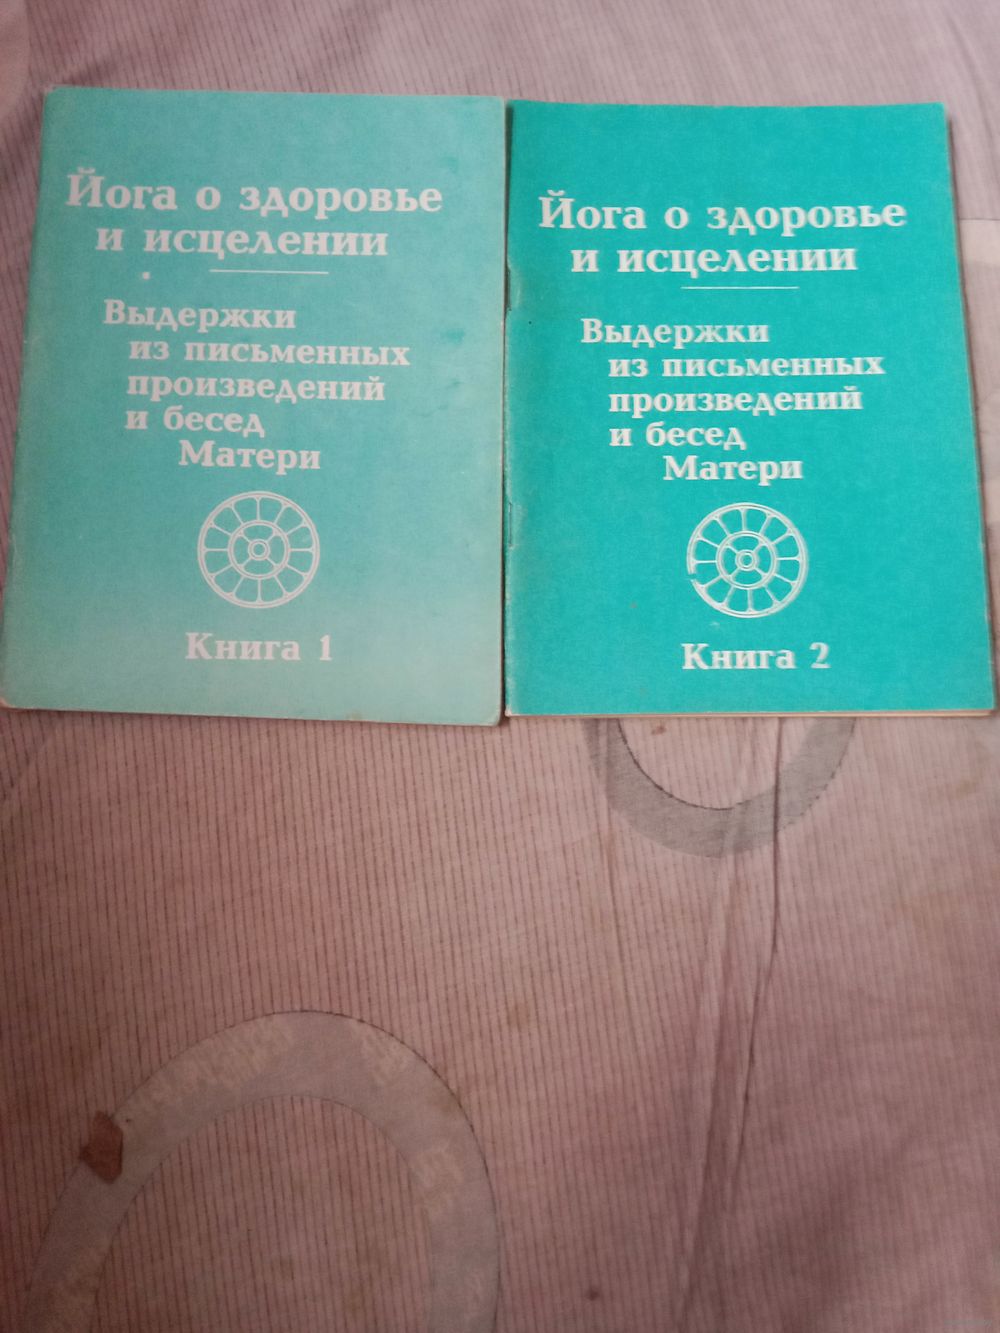 Йога о здоровье
и исцелении
Выдержки
из письменных
произведений
и бесед
Матери
Книга 1
Йога о здоровье
и исцелении
Выдержки
из письменных
произведений
и бесед
Матери
Книга 2